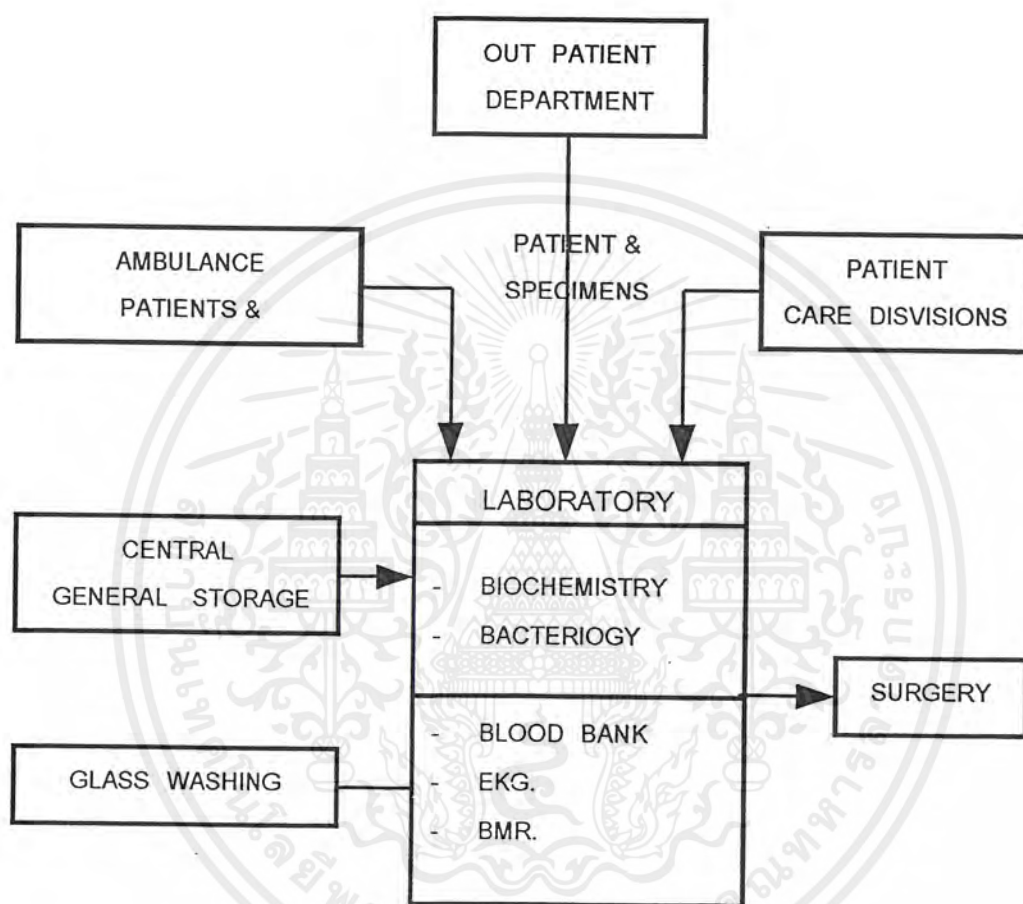 OUT PATIENT
DEPARTMENT
AMBULANCE
PATIENTS &
PATIENT &
SPECIMENS
PATIENT
CARE DISVISIONS
LABORATORY
- BIOCHEMISTRY
- BACTERIOGY
CENTRAL
GENERAL STORAGE
SURGERY
- BLOOD BANK
- EKG.
- BMR.
GLASS WASHING